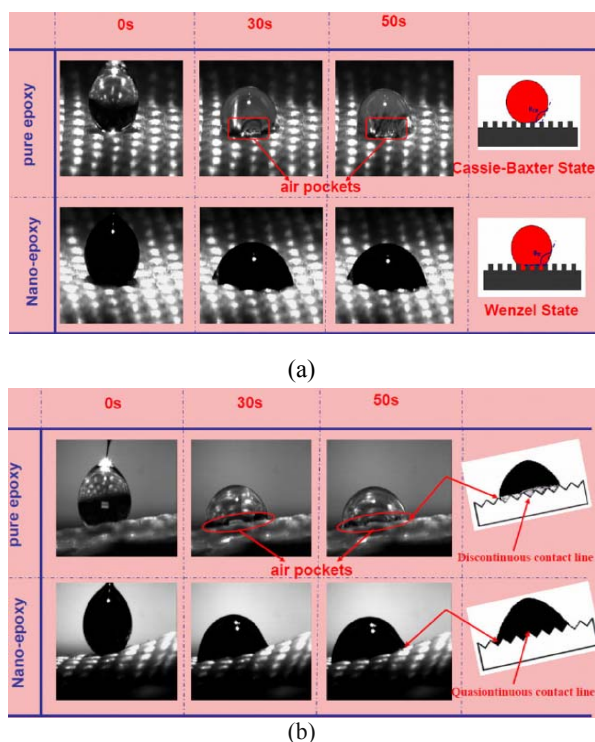 0s 30s 50s
pure epoxy
air pockets
Cassie-Baxter State
Nano-epoxy
Wenzel State
(a)
0s 30s 50s
pure epoxy
air pockets
Discontinuous contact line
Nano-epoxy
Quasiontinuous contact line
(b)